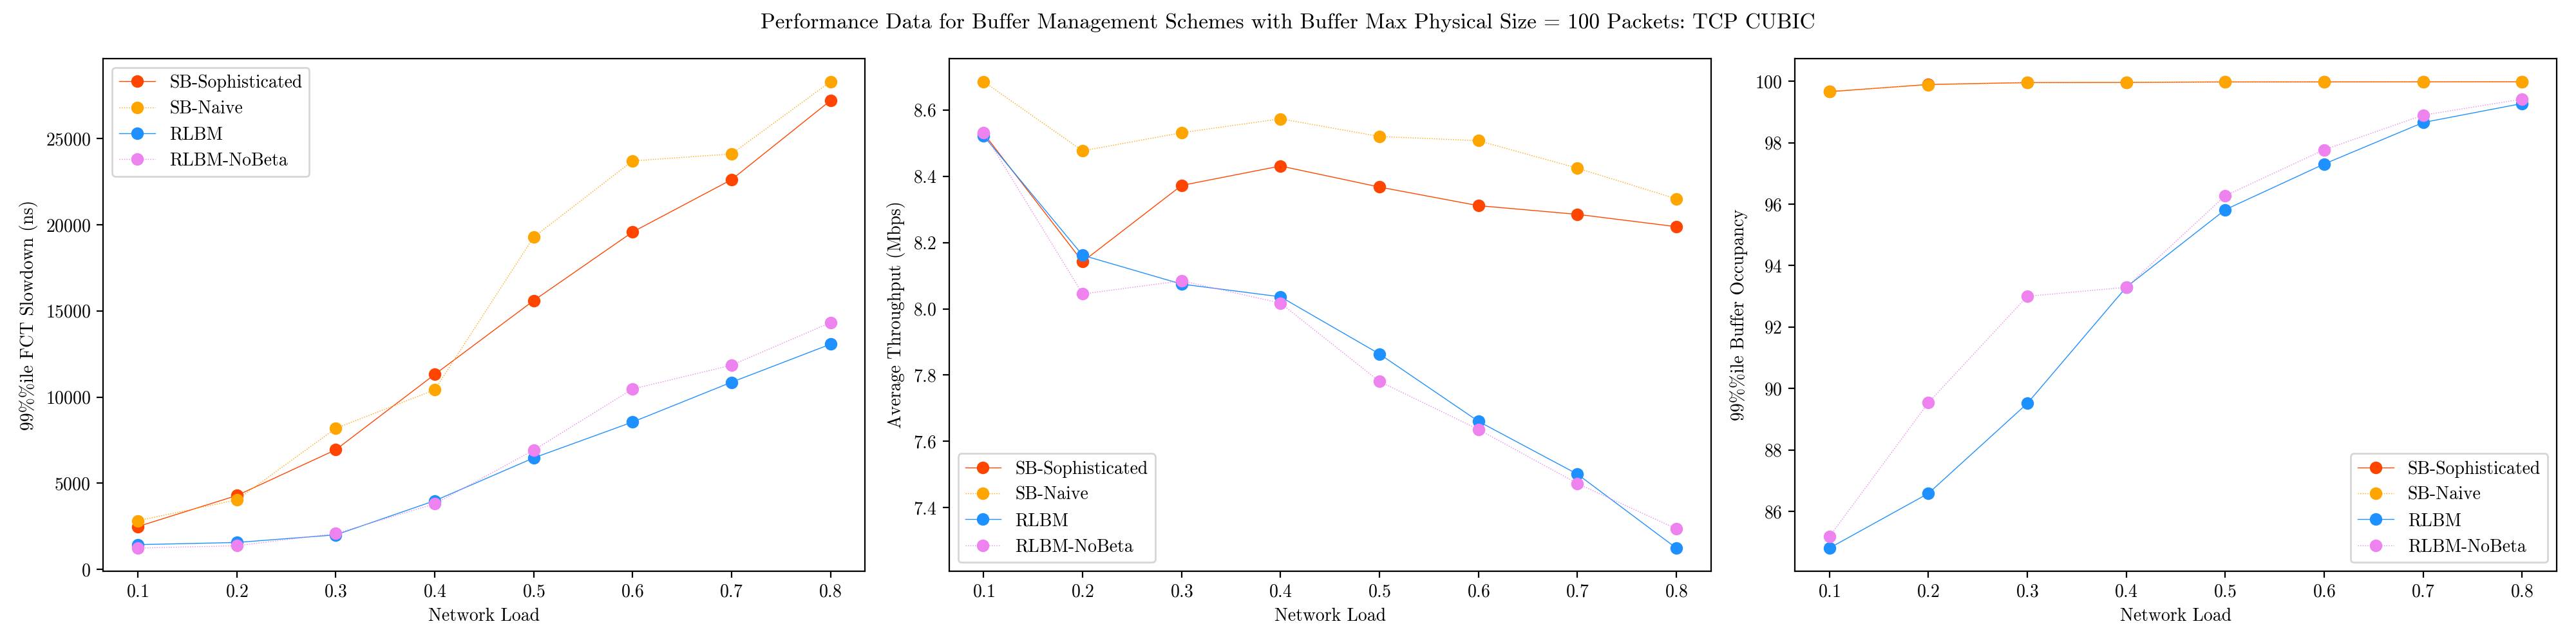 Performance Data for Buffer Management Schemes with Buffer Max Physical Size = 100 Packets: TCP CUBIC
99%%ile FCT Slowdown (ns)
25000
20000
15000
10000
5000
0
SB-Sophisticated
SB-Naive
RLBM
RLBM-NoBeta
0.1 0.2 0.3 0.4 0.5 0.6 0.7 0.8
Network Load
Average Throughput (Mbps)
8.6
8.4
8.2
8.0
7.8
7.6
7.4
SB-Sophisticated
SB-Naive
RLBM
RLBM-NoBeta
0.1 0.2 0.3 0.4 0.5 0.6 0.7 0.8
Network Load
99%%ile Buffer Occupancy
100
98
96
94
92
90
88
86
SB-Sophisticated
SB-Naive
RLBM
RLBM-NoBeta
0.1 0.2 0.3 0.4 0.5 0.6 0.7 0.8
Network Load